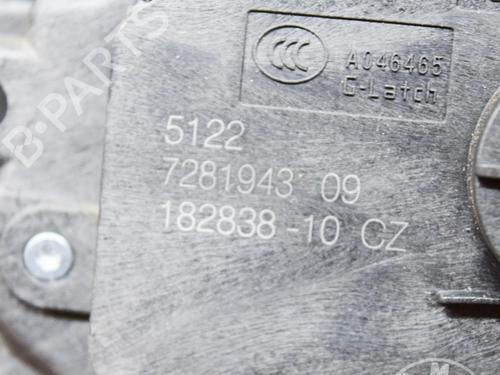 CCC
A046465
C-Latch
5122
7281943 09
182838-10 CZ
B-PARTS
M